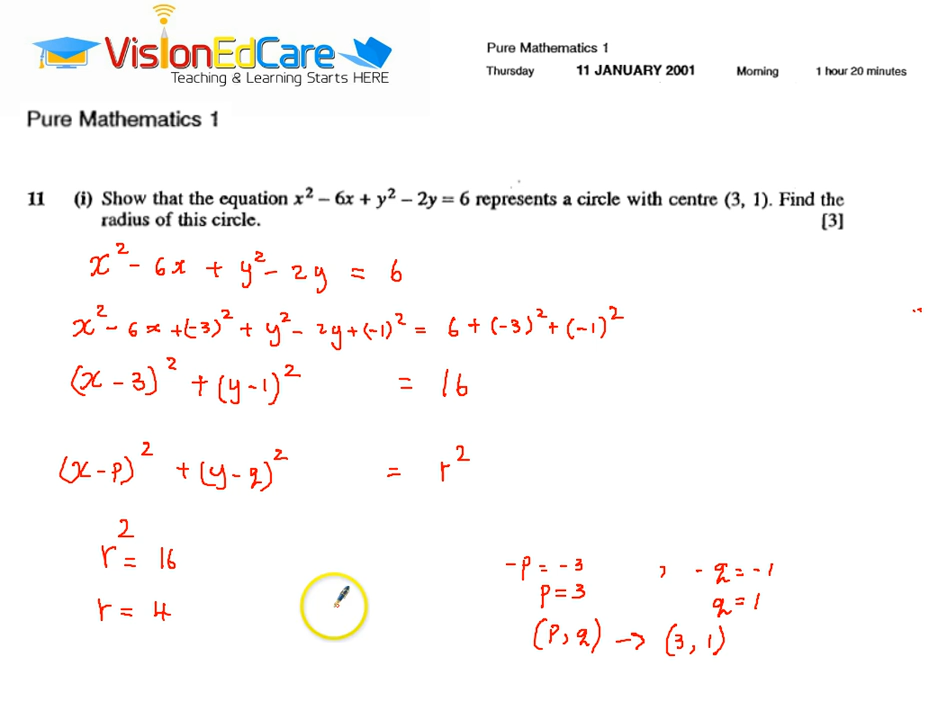 VisionEdCare
Teaching & Learning Starts HERE
Pure Mathematics 1
Thursday 11 JANUARY 2001 Morning 1 hour 20 minutes
Pure Mathematics 1
11 (i) Show that the equation x² – 6x + y² – 2y = 6 represents a circle with centre (3, 1). Find the
radius of this circle. [3]
x² - 6x + y² - 2y = 6
x² - 6x + (-3)² + y² - 2y + (-1)² = 6 + (-3)² + (-1)²
(x - 3)² + (y - 1)² = 16
(x - p)² + (y - q)² = r²
r² = 16
r = 4
-p = -3 , -q = -1
p = 3 q = 1
(p, q) → (3, 1)